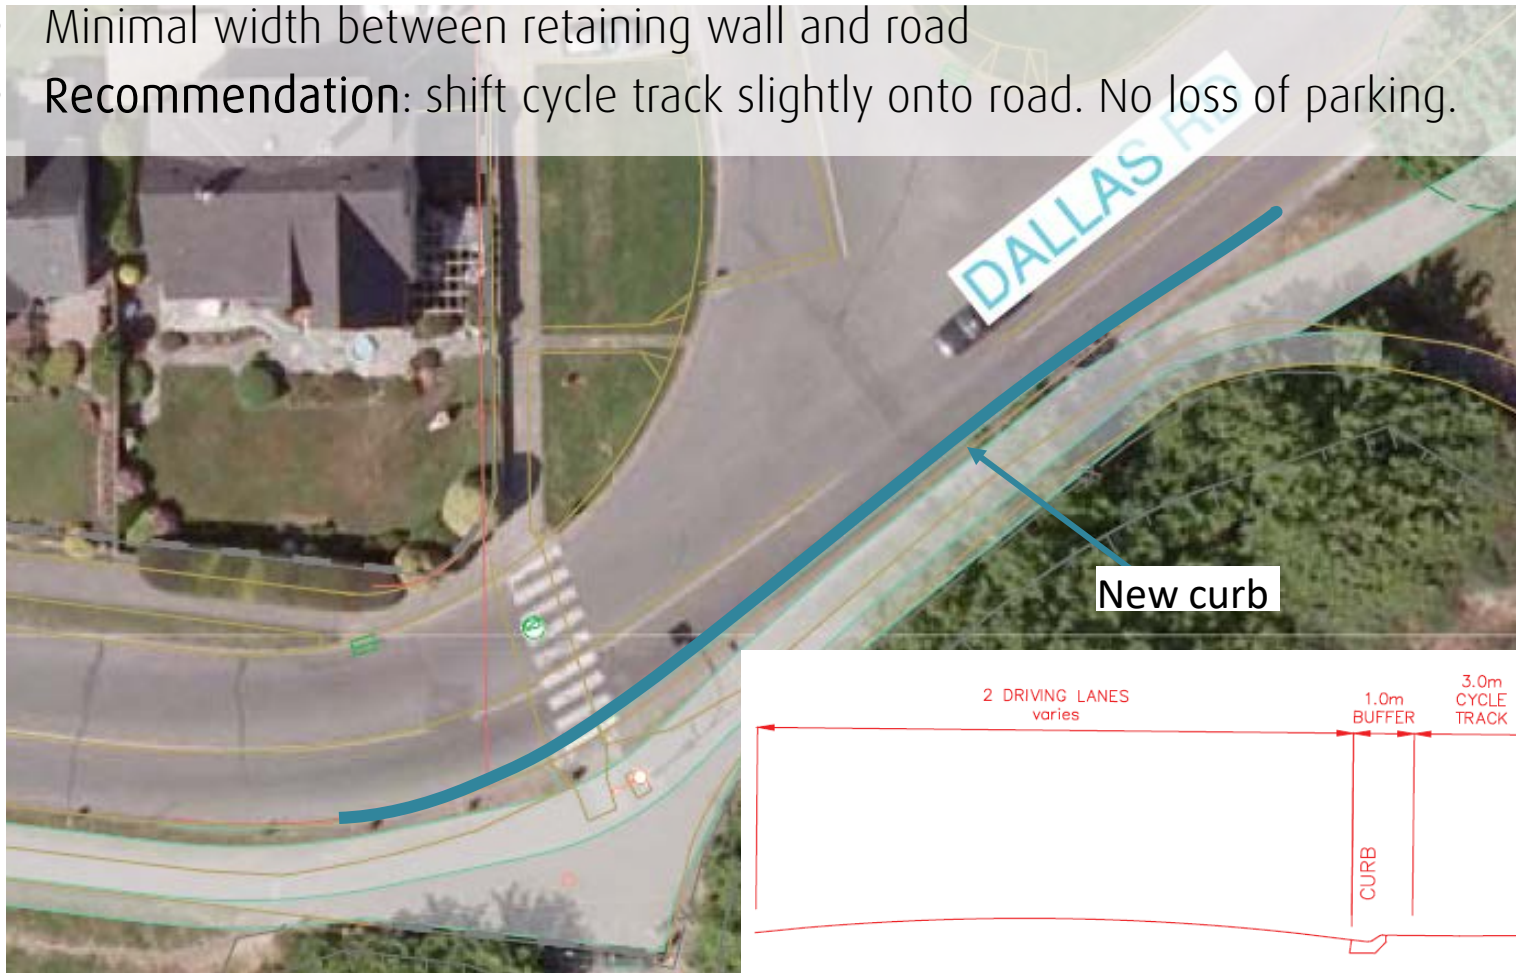 Minimal width between retaining wall and road
Recommendation: shift cycle track slightly onto road. No loss of parking.
DALLAS RD
New curb
2 DRIVING LANES
varies
1.0m
BUFFER
3.0m
CYCLE
TRACK
CURB